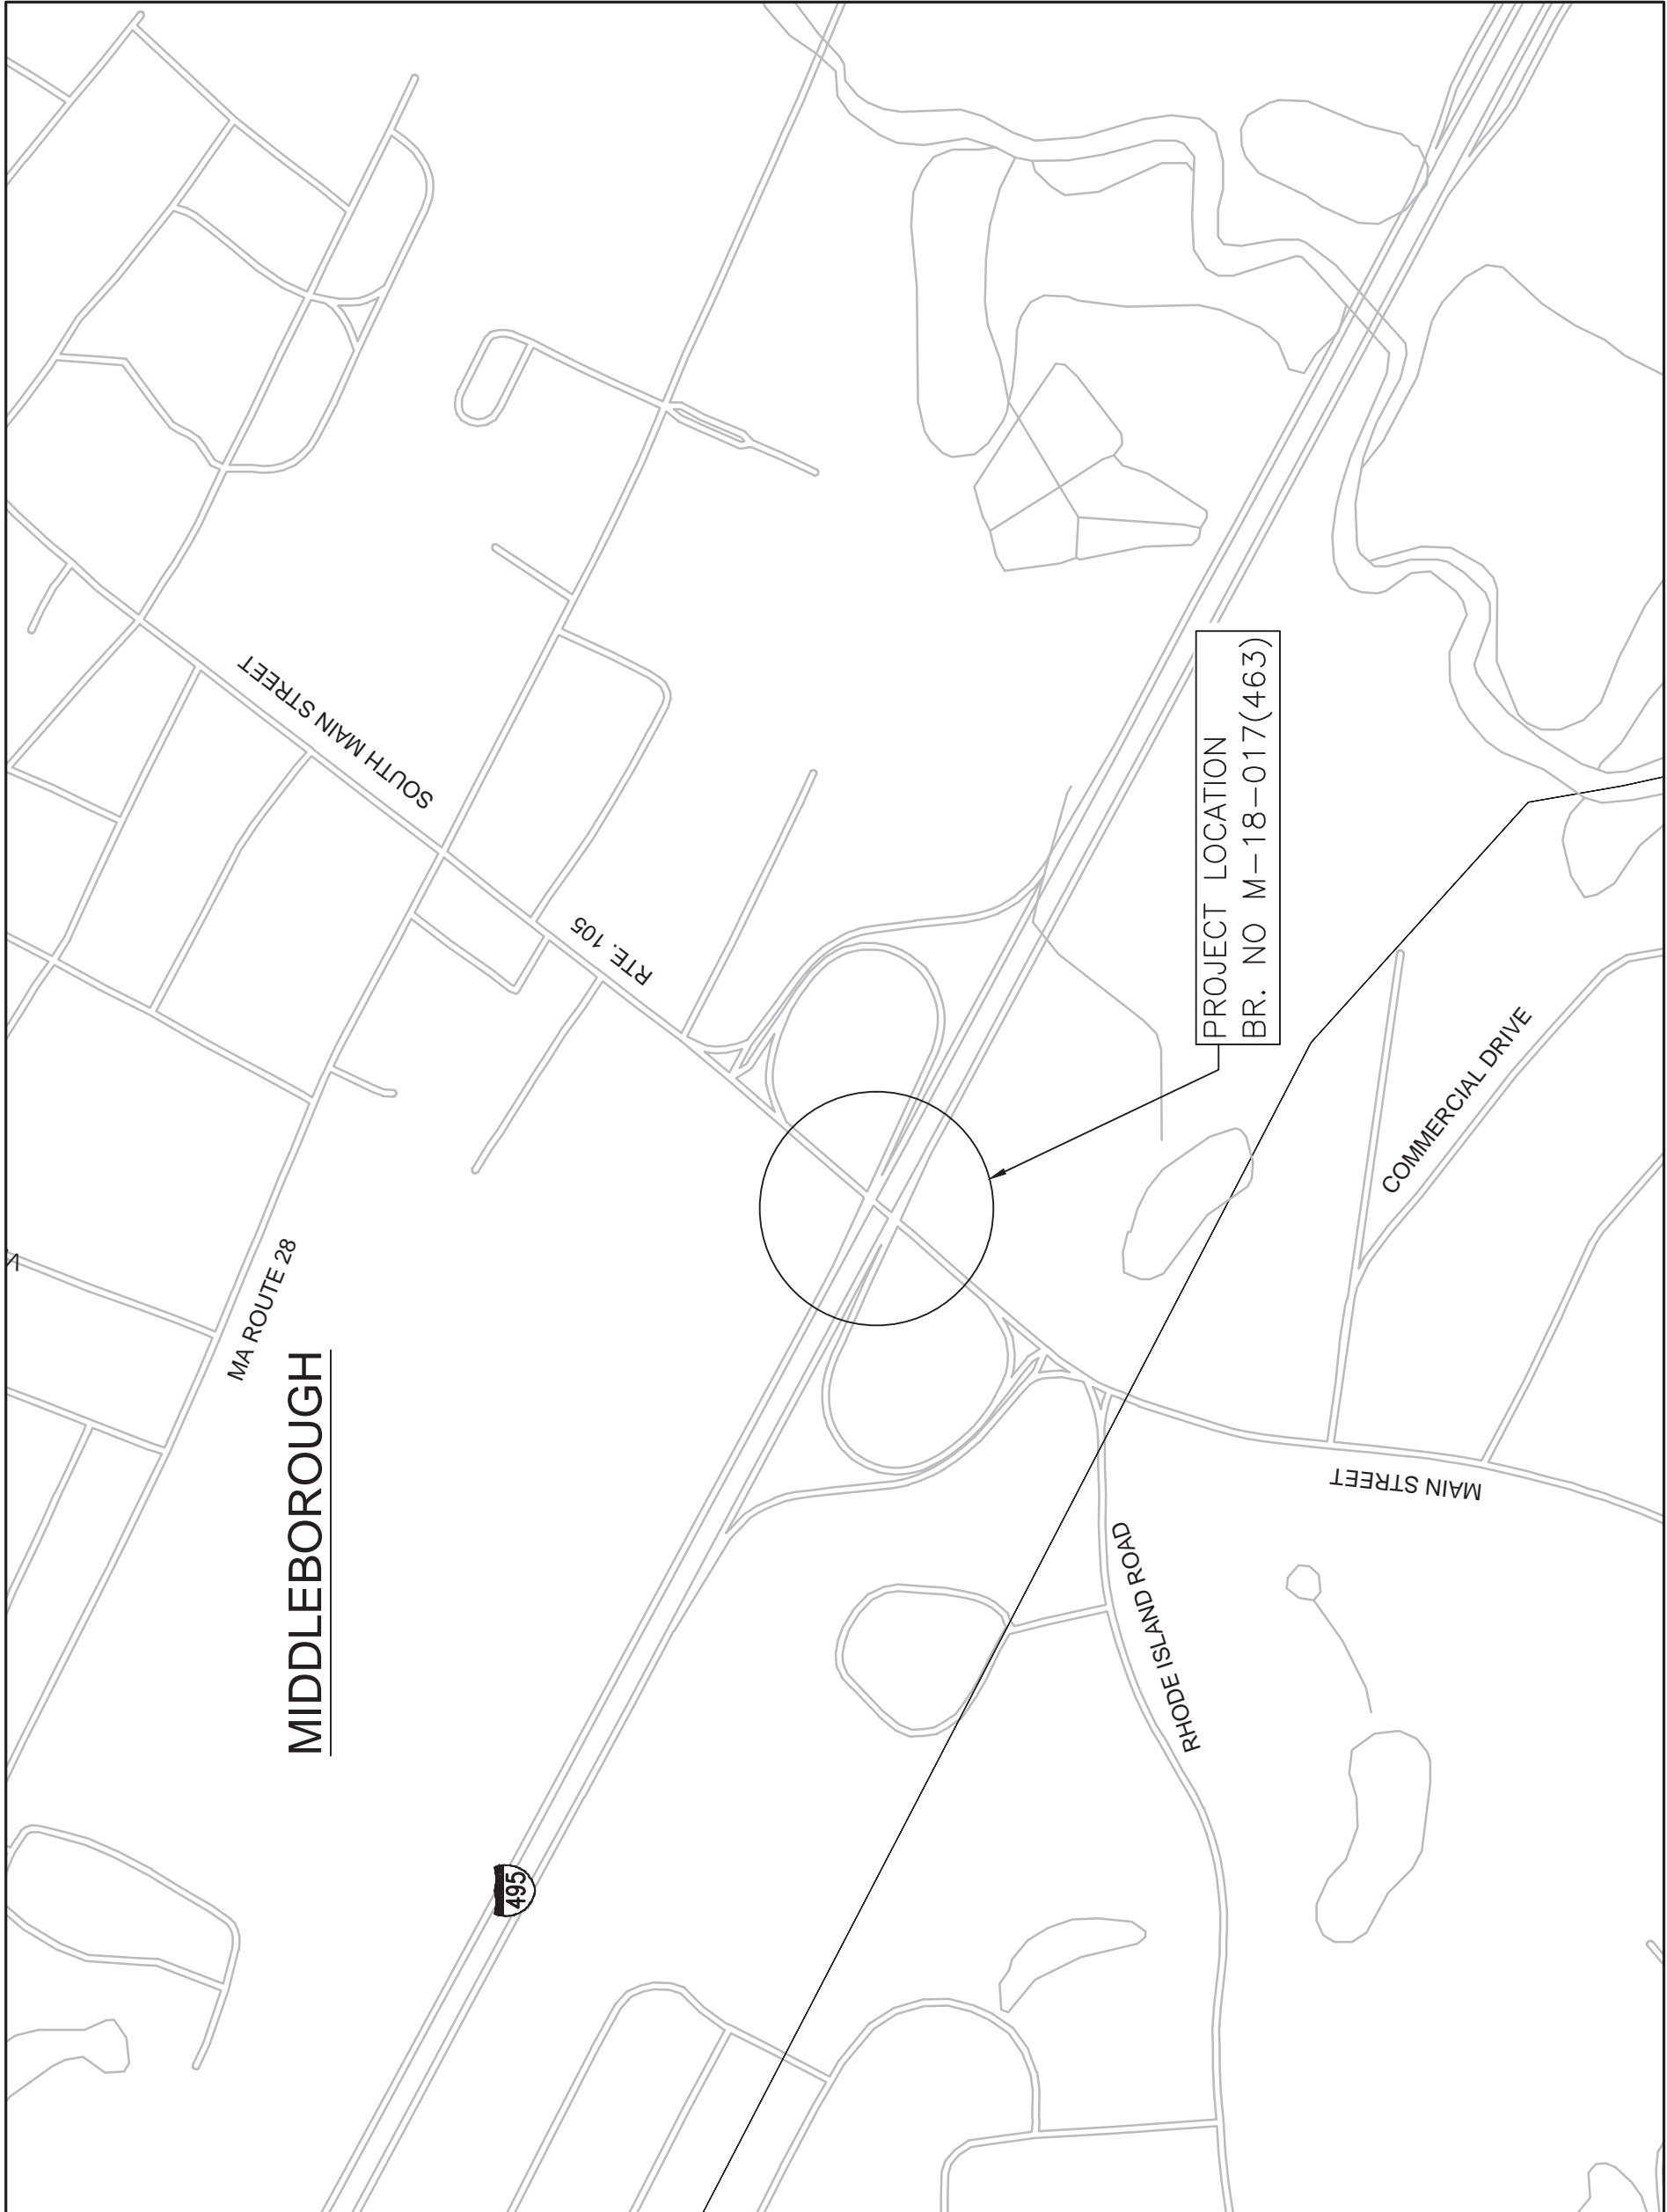 MIDDLEBOROUGH
MA ROUTE 28
SOUTH MAIN STREET
RTE. 105
495
PROJECT LOCATION
BR. NO M-18-017(463)
COMMERCIAL DRIVE
MAIN STREET
RHODE ISLAND ROAD